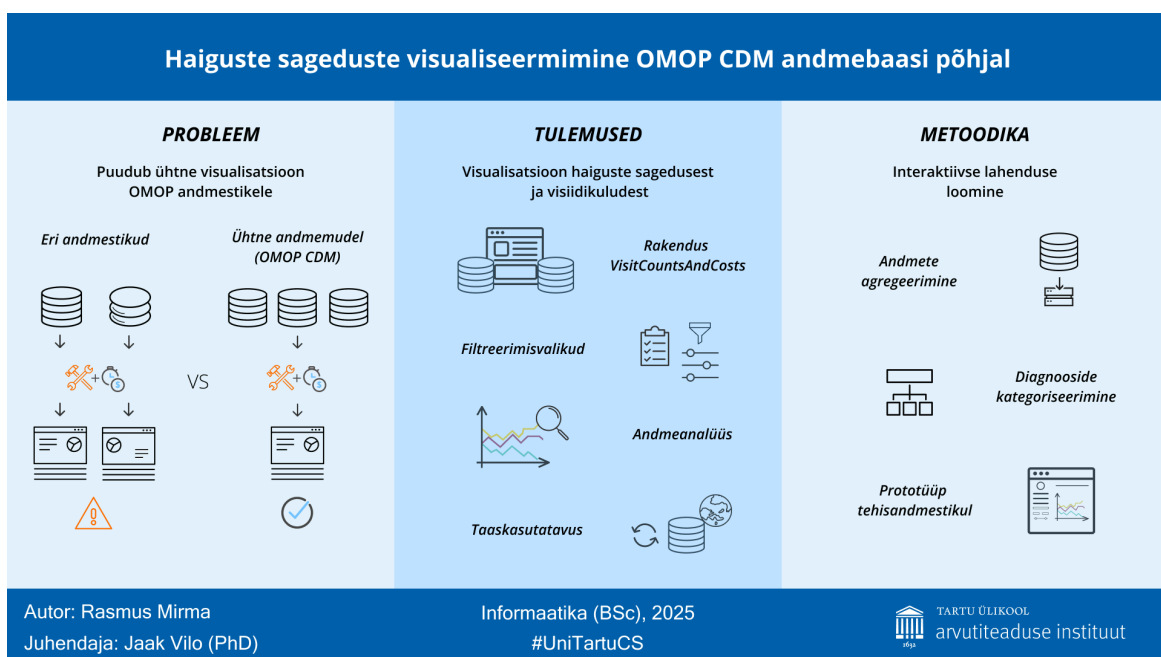 Haiguste sageduste visualiseermimine OMOP CDM andmebaasi põhjal
PROBLEEM
Puudub ühtne visualisatsioon
OMOP andmestikele
Eri andmestikud
Ühtne andmemudel
(OMOP CDM)
+
VS
+
TULEMUSED
Visualisatsioon haiguste sagedusest
ja visiidikuludest
Rakendus
VisitCountsAndCosts
Filtreerimisvalikud
Andmeanalüüs
Taaskasutatavus
METOODIKA
Interaktiivse lahenduse
loomine
Andmete
agregeerimine
Diagnooside
kategoriseerimine
Prototüüp
tehisandmestikul
Autor: Rasmus Mirma
Juhendaja: Jaak Vilo (PhD)
Informaatika (BSc), 2025
#UniTartuCS
TARTU ÜLIKOOL
arvutiteaduse instituut
1632